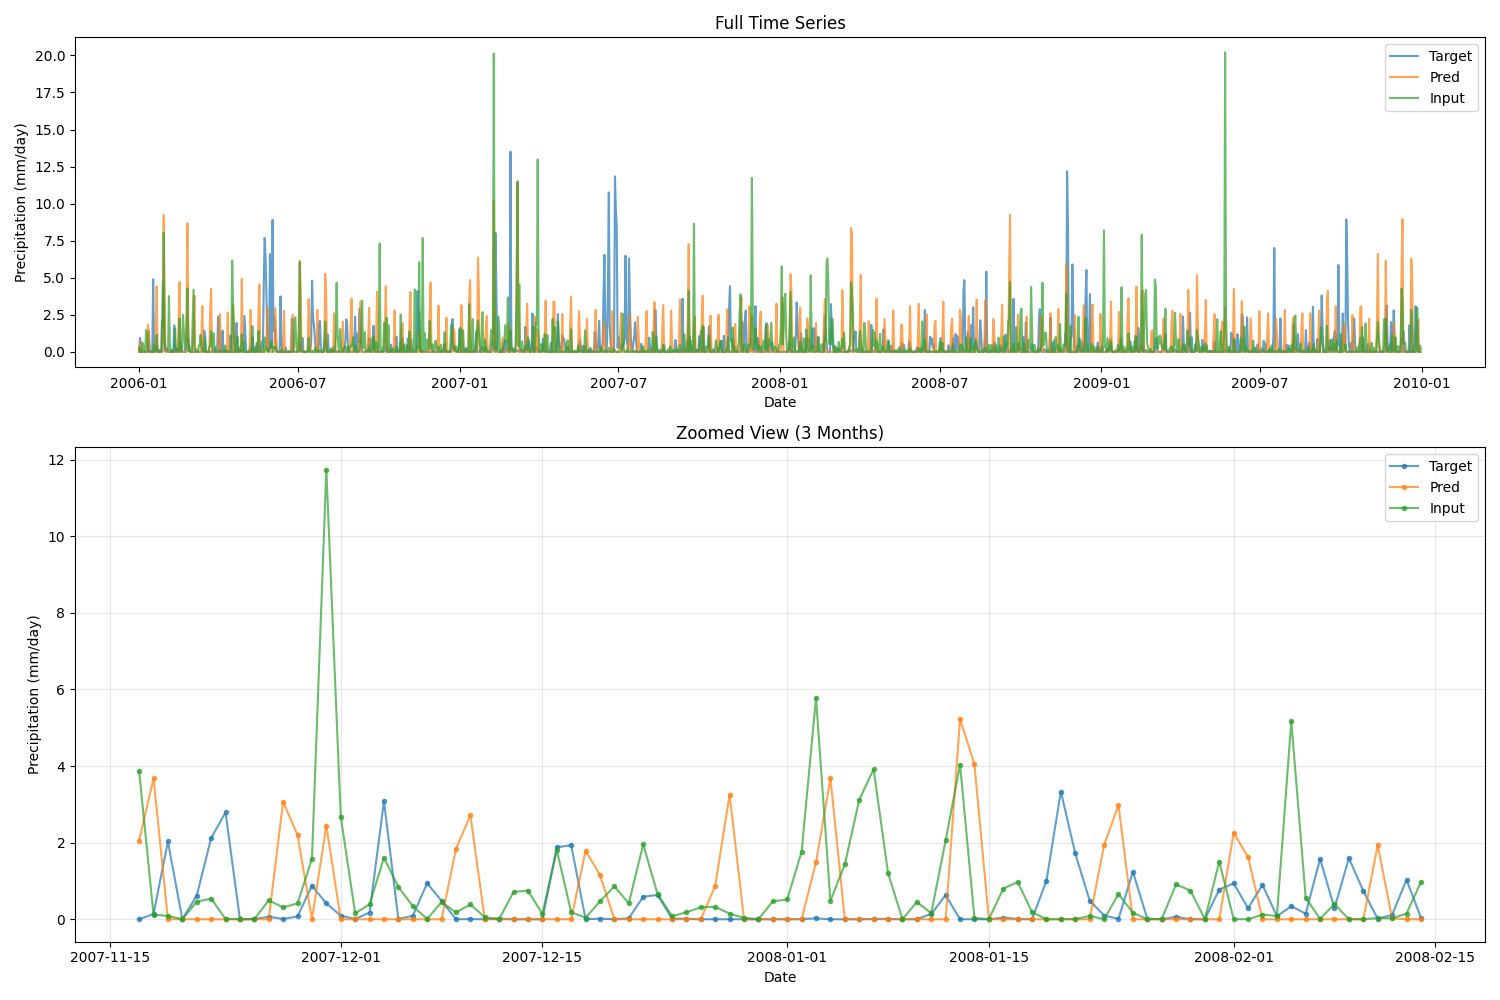 Full Time Series
Precipitation (mm/day)
20.0
17.5
15.0
12.5
10.0
7.5
5.0
2.5
0.0
Target
Pred
Input
2006-01 2006-07 2007-01 2007-07 2008-01 2008-07 2009-01 2009-07 2010-01
Date
Zoomed View (3 Months)
Precipitation (mm/day)
12
10
8
6
4
2
0
Target
Pred
Input
2007-11-15 2007-12-01 2007-12-15 2008-01-01 2008-01-15 2008-02-01 2008-02-15
Date